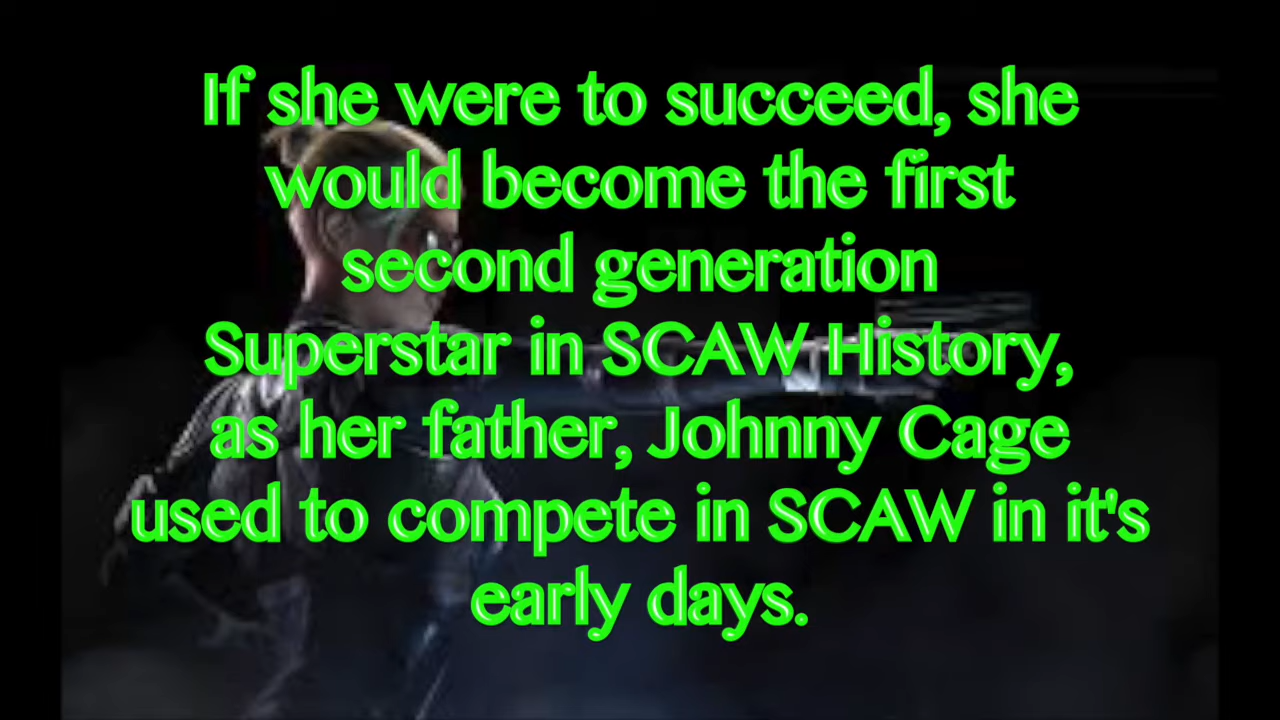 If she were to succeed, she
would become the first
second generation
Superstar in SCAW History,
as her father, Johnny Cage
used to compete in SCAW in it's
early days.